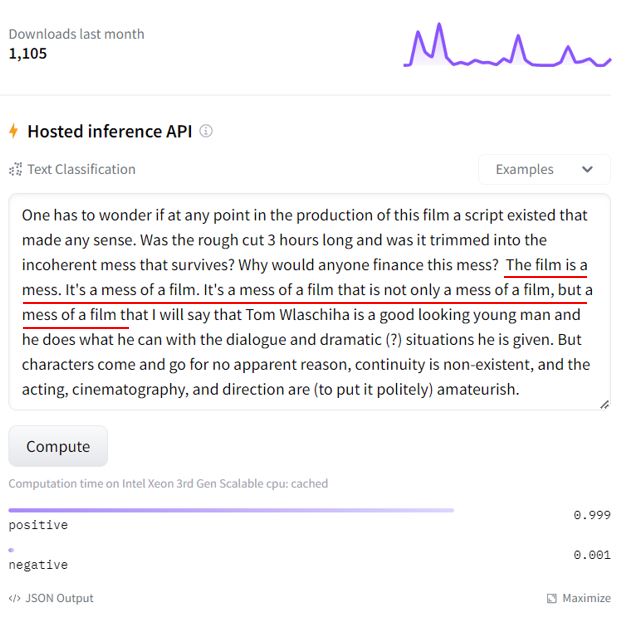 Downloads last month
1,105
Hosted inference API
Text Classification
Examples
One has to wonder if at any point in the production of this film a script existed that
made any sense. Was the rough cut 3 hours long and was it trimmed into the
incoherent mess that survives? Why would anyone finance this mess? The film is a
mess. It's a mess of a film. It's a mess of a film that is not only a mess of a film, but a
mess of a film that I will say that Tom Wlaschiha is a good looking young man and
he does what he can with the dialogue and dramatic (?) situations he is given. But
characters come and go for no apparent reason, continuity is non-existent, and the
acting, cinematography, and direction are (to put it politely) amateurish.
Compute
Computation time on Intel Xeon 3rd Gen Scalable cpu: cached
0.999
positive
0.001
negative
</> JSON Output
Maximize